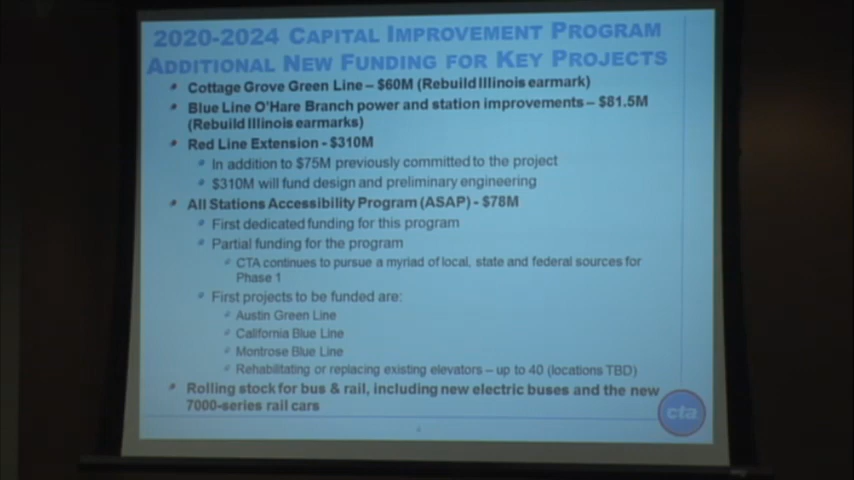 2020-2024 CAPITAL IMPROVEMENT PROGRAM
ADDITIONAL NEW FUNDING FOR KEY PROJECTS
Cottage Grove Green Line – $60M (Rebuild Illinois earmark)
Blue Line O'Hare Branch power and station improvements – $81.5M
(Rebuild Illinois earmarks)
Red Line Extension - $310M
In addition to $75M previously committed to the project
$310M will fund design and preliminary engineering
All Stations Accessibility Program (ASAP) - $78M
First dedicated funding for this program
Partial funding for the program
CTA continues to pursue a myriad of local, state and federal sources for
Phase 1
First projects to be funded are:
Austin Green Line
California Blue Line
Montrose Blue Line
Rehabilitating or replacing existing elevators – up to 40 (locations TBD)
Rolling stock for bus & rail, including new electric buses and the new
7000-series rail cars
cta